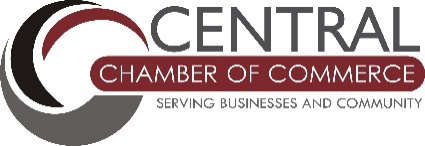 CENTRAL
CHAMBER OF COMMERCE
SERVING BUSINESSES AND COMMUNITY